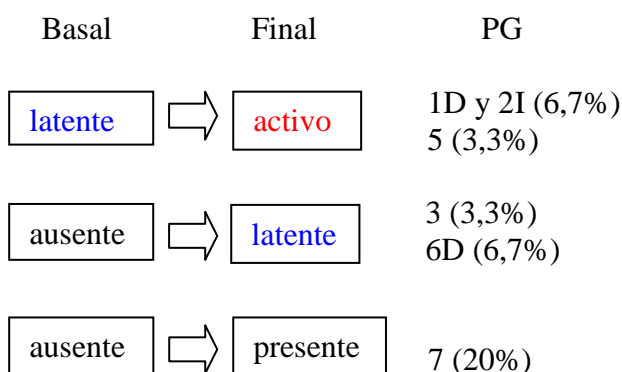 Basal Final PG
latente activo 1D y 2I (6,7%)
5 (3,3%)
ausente latente 3 (3,3%)
6D (6,7%)
ausente presente 7 (20%)